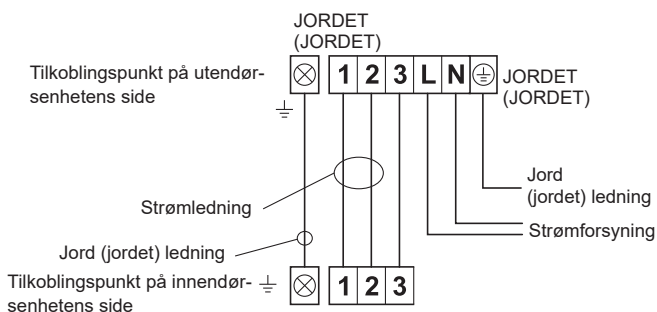 JORDET
(JORDET)
Tilkoblingspunkt på utendør-
senhetens side
1 2 3 L N
JORDET
(JORDET)
Jord
(jordet) ledning
Strømledning
Strømforsyning
Jord (jordet) ledning
Tilkoblingspunkt på innendør-
senhetens side
1 2 3